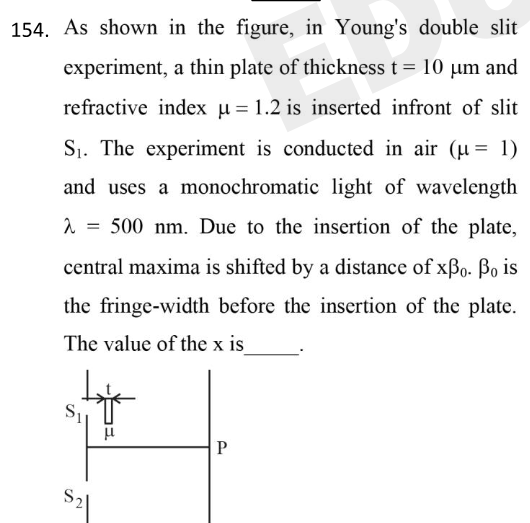 154. As shown in the figure, in Young's double slit
experiment, a thin plate of thickness t = 10 μm and
refractive index μ = 1.2 is inserted infront of slit
S₁. The experiment is conducted in air (μ = 1)
and uses a monochromatic light of wavelength
λ = 500 nm. Due to the insertion of the plate,
central maxima is shifted by a distance of xβ₀. β₀ is
the fringe-width before the insertion of the plate.
The value of the x is_____.
t
S₁
μ
P
S₂